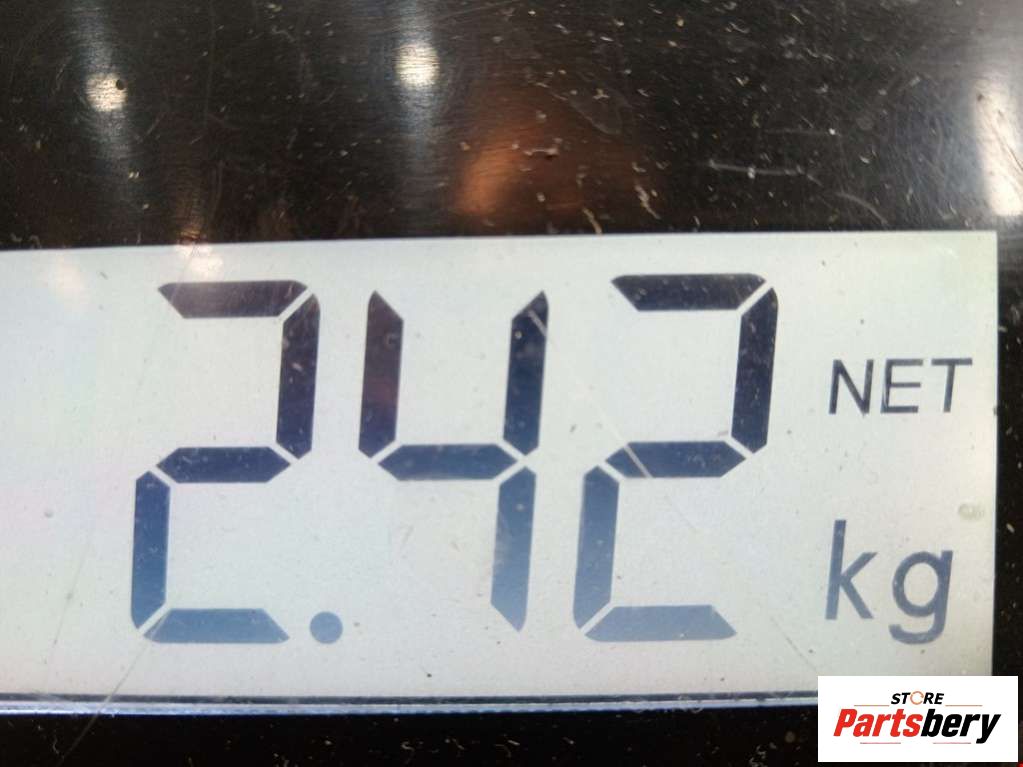 2.42
NET
kg
STORE
Partsbery